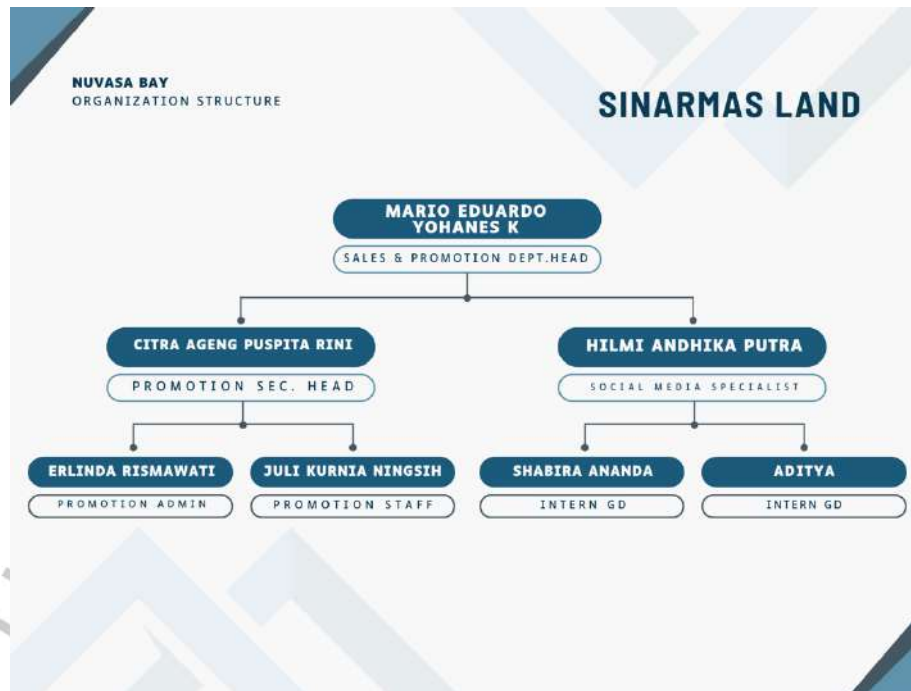 NUVASA BAY
ORGANIZATION STRUCTURE
SINARMAS LAND
MARIO EDUARDO
YOHANES K
SALES & PROMOTION DEPT.HEAD
CITRA AGENG PUSPITA RINI
PROMOTION SEC. HEAD
HILMI ANDHIKA PUTRA
SOCIAL MEDIA SPECIALIST
ERLINDA RISMAWATI
PROMOTION ADMIN
JULI KURNIA NINGSIH
PROMOTION STAFF
SHABIRA ANANDA
INTERN GD
ADITYA
INTERN GD